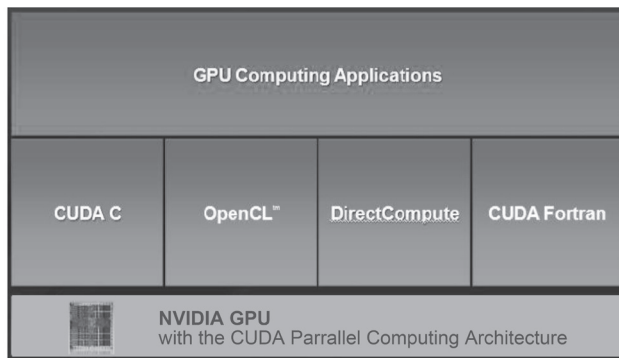 GPU Computing Applications
CUDA C
OpenCL™
DirectCompute
CUDA Fortran
NVIDIA GPU
with the CUDA Parrallel Computing Architecture